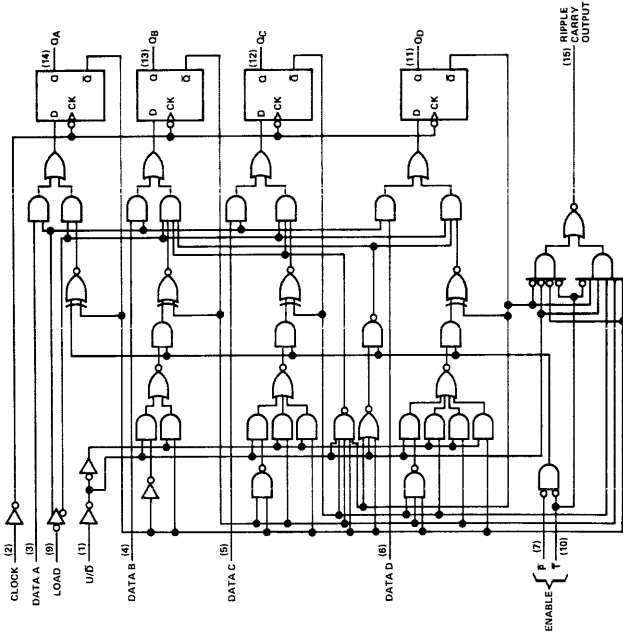 (2)
CLOCK
(3)
DATA A
(9)
LOAD
(1)
U/D̅
(4)
DATA B
(5)
DATA C
(6)
DATA D
(7)
P̅
ENABLE
(10)
T̅
(14) QA
D Q
CK Q̅
(13) QB
D Q
CK Q̅
(12) QC
D Q
CK Q̅
(11) QD
D Q
CK Q̅
(15) RIPPLE
CARRY
OUTPUT